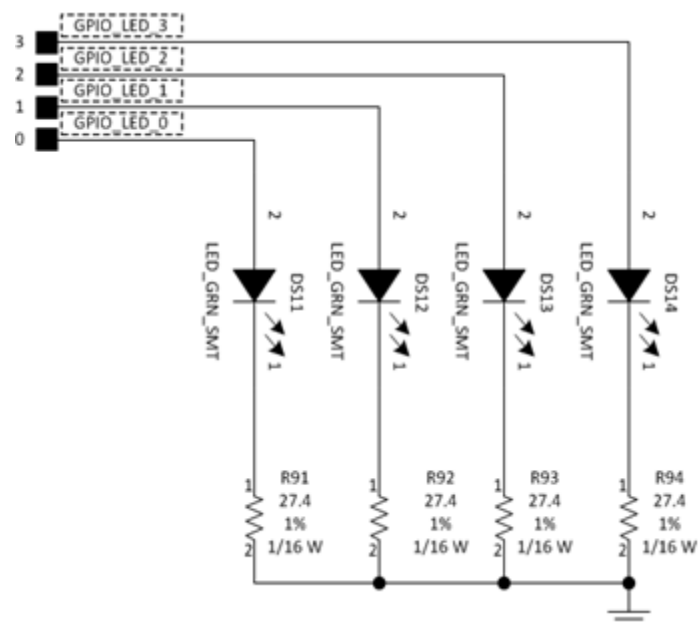 GPIO_LED_3
3
GPIO_LED_2
2
GPIO_LED_1
1
GPIO_LED_0
0
2
2
2
2
LED_GRN_SMT
DS11
LED_GRN_SMT
DS12
LED_GRN_SMT
DS13
LED_GRN_SMT
DS14
1
1
1
1
1 R91
27.4
1%
2 1/16 W
1 R92
27.4
1%
2 1/16 W
1 R93
27.4
1%
2 1/16 W
1 R94
27.4
1%
2 1/16 W